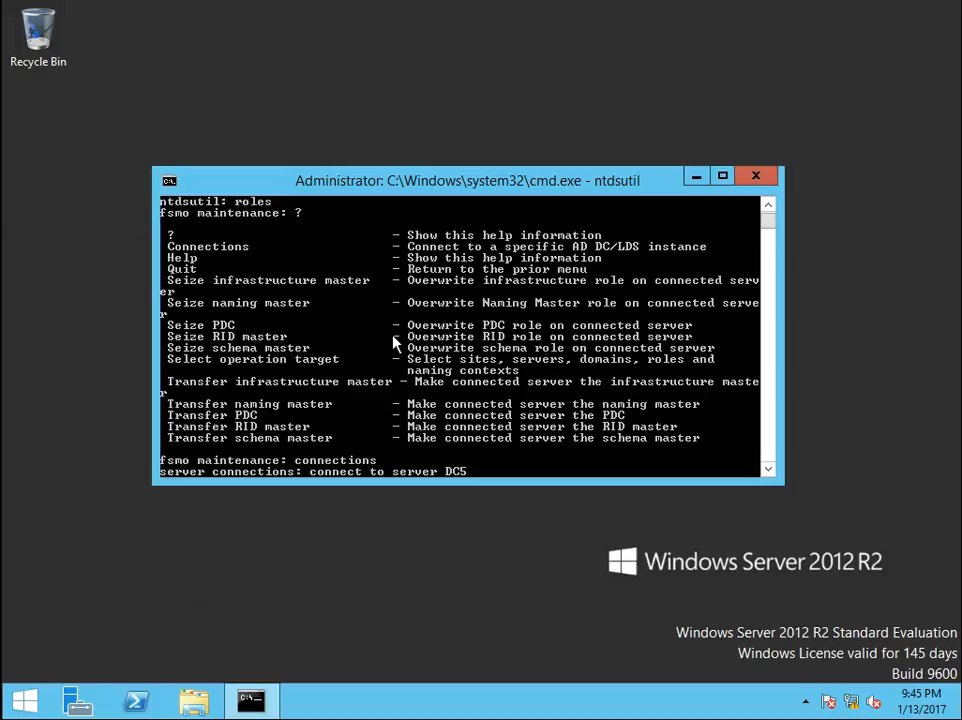 Recycle Bin
Administrator: C:\Windows\system32\cmd.exe - ntdsutil
ntdsutil: roles
fsmo maintenance: ?
? - Show this help information
Connections - Connect to a specific AD DC/LDS instance
Help - Show this help information
Quit - Return to the prior menu
Seize infrastructure master - Overwrite infrastructure role on connected serv
er
Seize naming master - Overwrite Naming Master role on connected serve
r
Seize PDC - Overwrite PDC role on connected server
Seize RID master - Overwrite RID role on connected server
Seize schema master - Overwrite schema role on connected server
Select operation target - Select sites, servers, domains, roles and
naming contexts
Transfer infrastructure master - Make connected server the infrastructure maste
r
Transfer naming master - Make connected server the naming master
Transfer PDC - Make connected server the PDC
Transfer RID master - Make connected server the RID master
Transfer schema master - Make connected server the schema master
fsmo maintenance: connections
server connections: connect to server DC5
Windows Server 2012 R2
Windows Server 2012 R2 Standard Evaluation
Windows License valid for 145 days
Build 9600
9:45 PM
1/13/2017